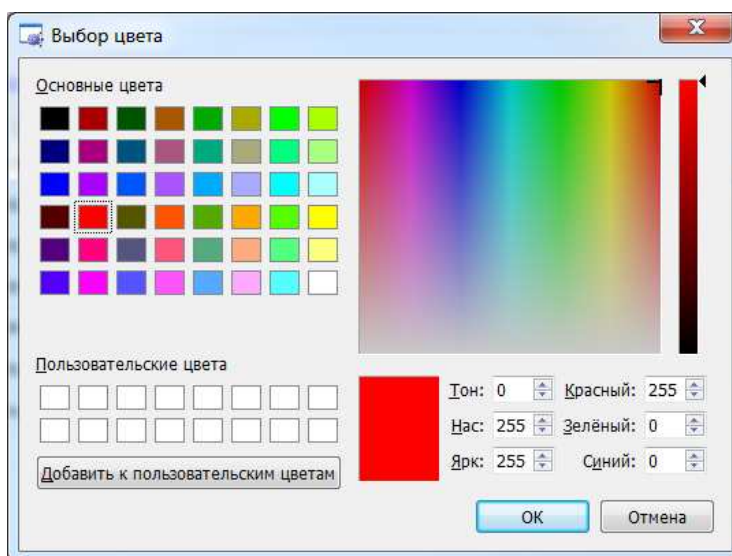 Выбор цвета
Основные цвета
Пользовательские цвета
Добавить к пользовательским цветам
Тон: 0 Красный: 255
Нас: 255 Зелёный: 0
Ярк: 255 Синий: 0
ОК Отмена